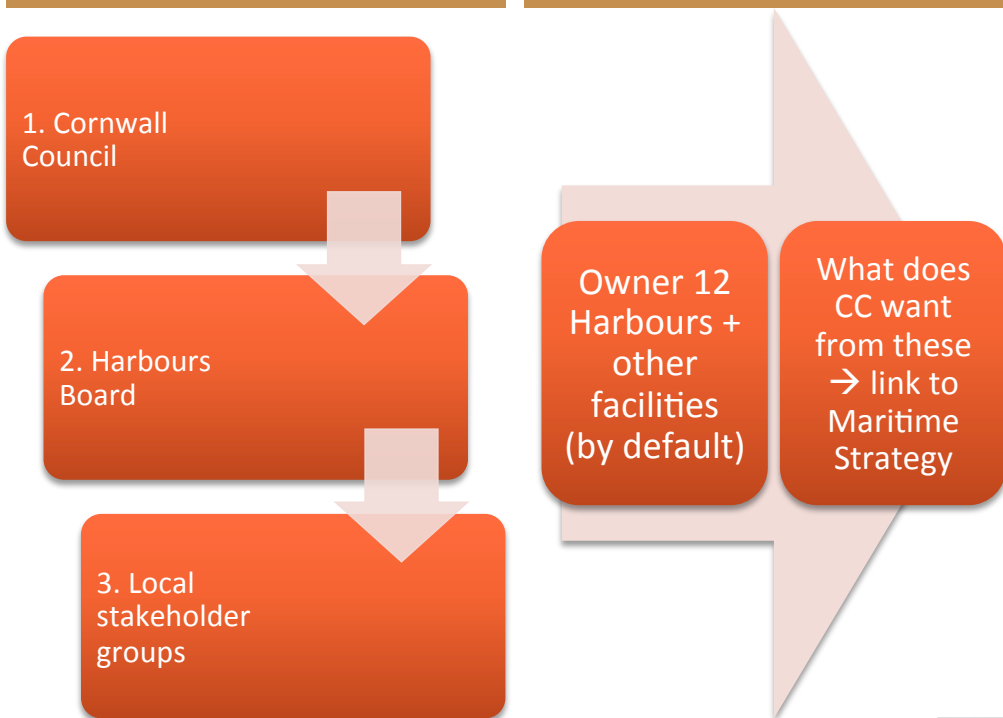 1. Cornwall
Council
2. Harbours
Board
3. Local
stakeholder
groups
Owner 12
Harbours +
other
facilities
(by default)
What does
CC want
from these
→ link to
Maritime
Strategy